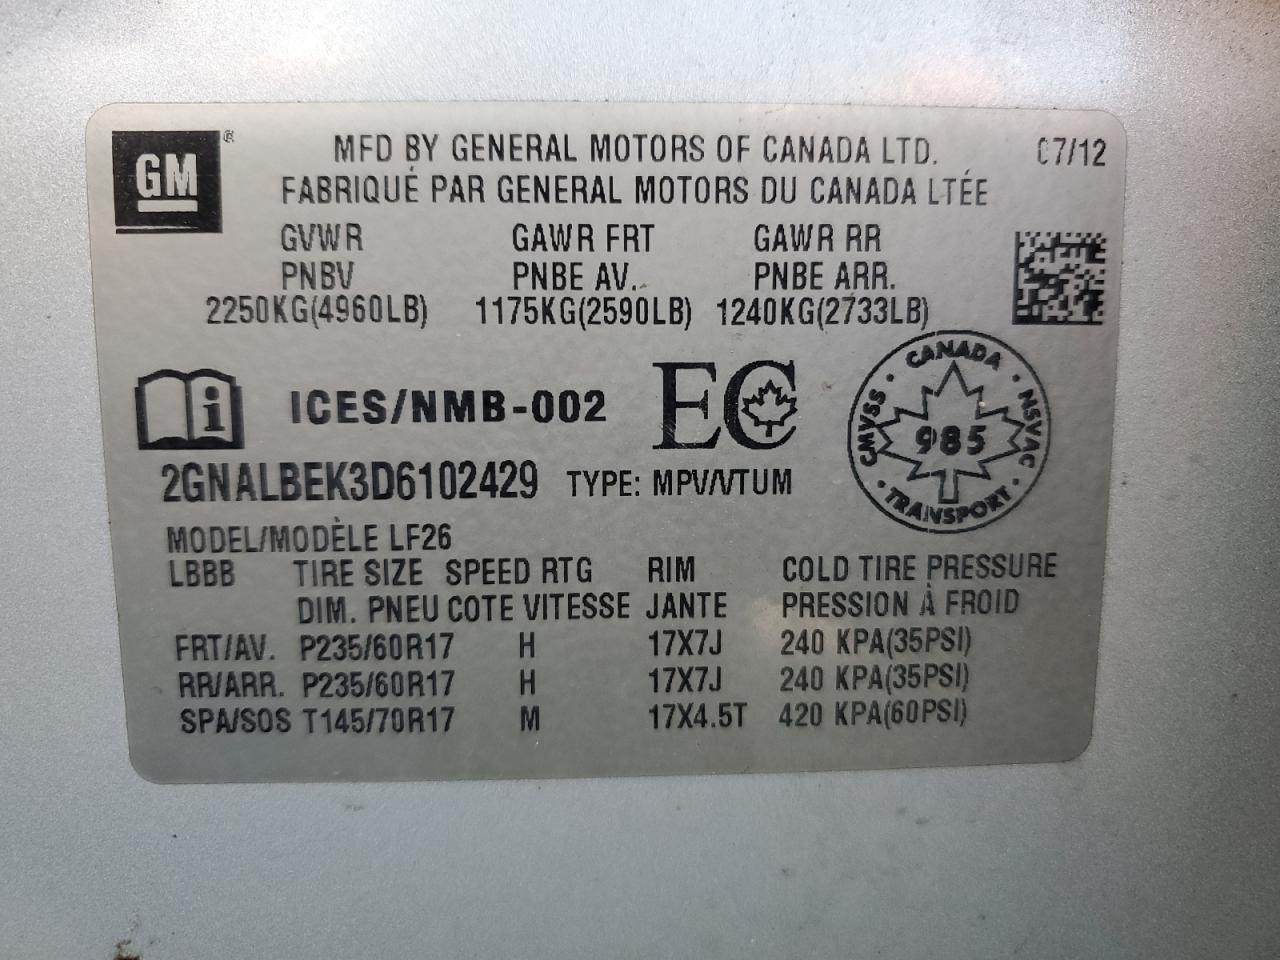 GM ®
MFD BY GENERAL MOTORS OF CANADA LTD. 07/12
FABRIQUÉ PAR GENERAL MOTORS DU CANADA LTÉE
GVWR GAWR FRT GAWR RR
PNBV PNBE AV. PNBE ARR.
2250KG(4960LB) 1175KG(2590LB) 1240KG(2733LB)
i ICES/NMB-002 EC
CANADA · NSVAC · TRANSPORT · CMVSS ·
985
2GNALBEK3D6102429 TYPE: MPV/VTUM
MODEL/MODÈLE LF26
LBBB TIRE SIZE SPEED RTG RIM COLD TIRE PRESSURE
DIM. PNEU COTE VITESSE JANTE PRESSION À FROID
FRT/AV. P235/60R17 H 17X7J 240 KPA(35PSI)
RR/ARR. P235/60R17 H 17X7J 240 KPA(35PSI)
SPA/SOS T145/70R17 M 17X4.5T 420 KPA(60PSI)